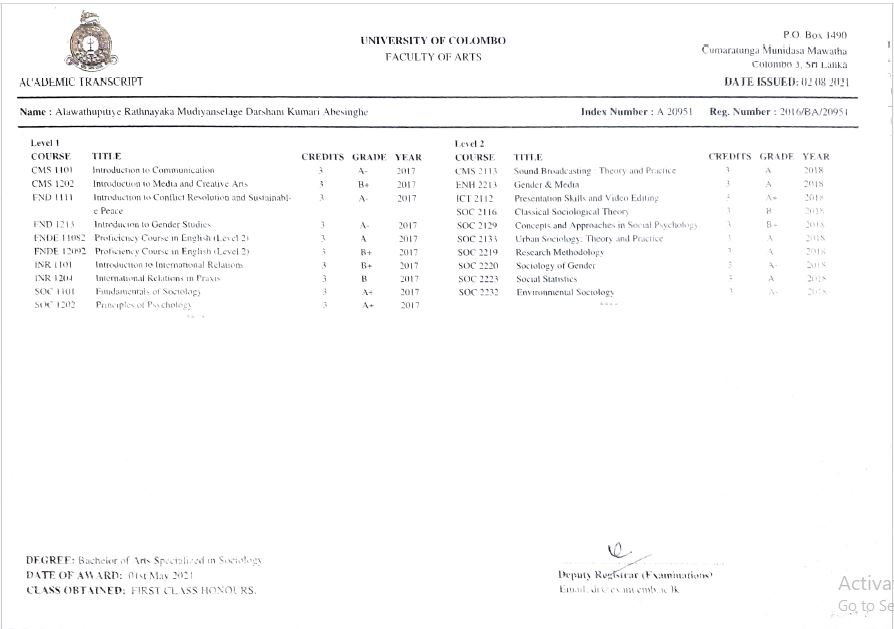 UNIVERSITY OF COLOMBO
FACULTY OF ARTS
P.O. Box 1490
Cumaratunga Munidasa Mawatha
Colombo 3, Sri Lanka
ACADEMIC TRANSCRIPT
DATE ISSUED: 02 08 2021
Name : Alawathupitiye Rathnayaka Mudiyanselage Darshani Kumari Abesinghe Index Number : A 20951 Reg. Number : 2016/BA/20951
Level 1
COURSE TITLE CREDITS GRADE YEAR
CMS 1101 Introduction to Communication 3 A- 2017
CMS 1202 Introduction to Media and Creative Arts 3 B+ 2017
FND 1111 Introduction to Conflict Resolution and Sustainabl- 3 A- 2017
e Peace
FND 1213 Introducion to Gender Studies 3 A- 2017
FNDE 11082 Proficiency Course in English (Level 2) 3 A 2017
FNDE 12092 Proficiency Course in English (Level 2) 3 B+ 2017
INR 1101 Introduction to International Relations 3 B+ 2017
INR 1204 International Relations in Praxis 3 B 2017
SOC 1101 Fundamentals of Sociology 3 A+ 2017
SOC 1202 Principles of Psychology 3 A+ 2017
****
Level 2
COURSE TITLE CREDITS GRADE YEAR
CMS 2113 Sound Broadcasting : Theory and Practice 3 2018
ENH 2213 Gender & Media 3 A 2018
ICT 2112 Presentation Skills and Video Editing 3 A+ 2018
SOC 2116 Classical Sociological Theory 3 B 2018
SOC 2129 Concepts and Approaches in Social Psychology 3 B+ 2018
SOC 2133 Urban Sociology: Theory and Practice 3 A 2018
SOC 2219 Research Methodology 3 A 2018
SOC 2220 Sociology of Gender 3 A- 2018
SOC 2223 Social Statistics 3 A 2018
SOC 2232 Environmental Sociology 3 A- 2018
****
DEGREE: Bachelor of Arts Specialized in Sociology
DATE OF AWARD: 01st May 2021
CLASS OBTAINED: FIRST CLASS HONOURS.
Deputy Registrar (Examinations)
Email:
Activa
Go to Se